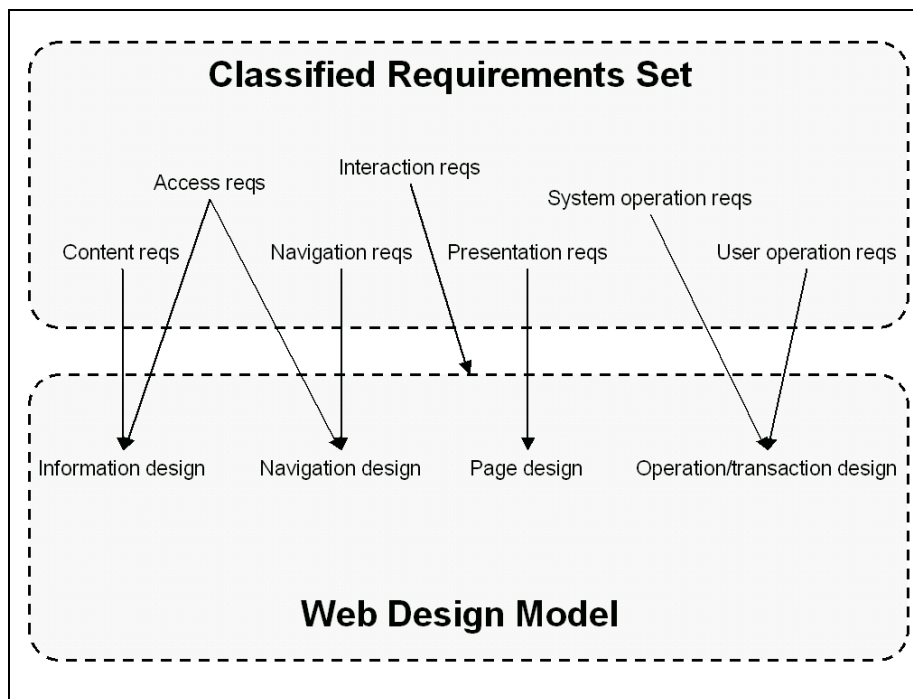 Classified Requirements Set
Interaction reqs
Access reqs
System operation reqs
Content reqs
Navigation reqs
Presentation reqs
User operation reqs
Information design
Navigation design
Page design
Operation/transaction design
Web Design Model